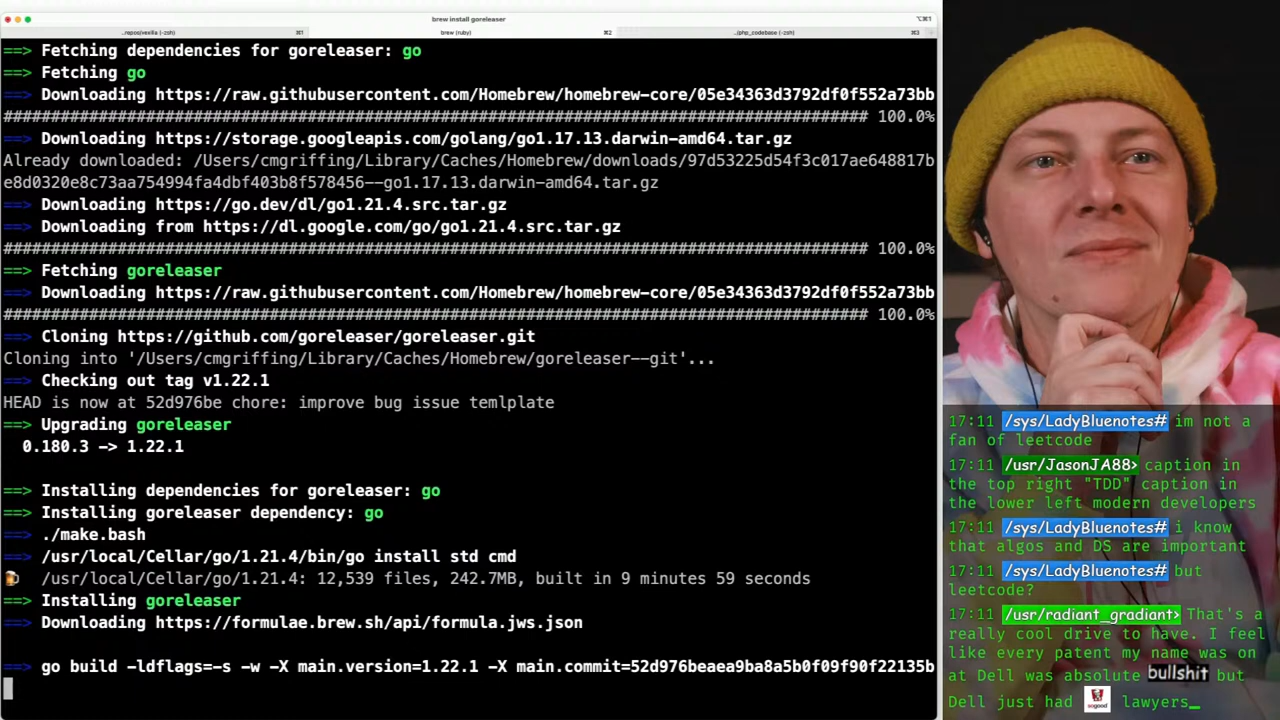 brew install goreleaser
⌥⌘1
..repos/vexilla (-zsh)
⌘1
brew (ruby)
⌘2
../php_codebase (-zsh)
⌘3
==> Fetching dependencies for goreleaser: go
==> Fetching go
==> Downloading https://raw.githubusercontent.com/Homebrew/homebrew-core/05e34363d3792df0f552a73bb
######################################################################################### 100.0%
==> Downloading https://storage.googleapis.com/golang/go1.17.13.darwin-amd64.tar.gz
Already downloaded: /Users/cmgriffing/Library/Caches/Homebrew/downloads/97d53225d54f3c017ae648817b
e8d0320e8c73aa754994fa4dbf403b8f578456--go1.17.13.darwin-amd64.tar.gz
==> Downloading https://go.dev/dl/go1.21.4.src.tar.gz
==> Downloading from https://dl.google.com/go/go1.21.4.src.tar.gz
######################################################################################### 100.0%
==> Fetching goreleaser
==> Downloading https://raw.githubusercontent.com/Homebrew/homebrew-core/05e34363d3792df0f552a73bb
######################################################################################### 100.0%
==> Cloning https://github.com/goreleaser/goreleaser.git
Cloning into '/Users/cmgriffing/Library/Caches/Homebrew/goreleaser--git'...
==> Checking out tag v1.22.1
HEAD is now at 52d976be chore: improve bug issue temlplate
==> Upgrading goreleaser
0.180.3 -> 1.22.1
==> Installing dependencies for goreleaser: go
==> Installing goreleaser dependency: go
==> ./make.bash
==> /usr/local/Cellar/go/1.21.4/bin/go install std cmd
/usr/local/Cellar/go/1.21.4: 12,539 files, 242.7MB, built in 9 minutes 59 seconds
==> Installing goreleaser
==> Downloading https://formulae.brew.sh/api/formula.jws.json
==> go build -ldflags=-s -w -X main.version=1.22.1 -X main.commit=52d976beaea9ba8a5b0f09f90f22135b
17:11 /sys/LadyBluenotes# im not a
fan of leetcode
17:11 /usr/JasonJA88> caption in
the top right "TDD" caption in
the lower left modern developers
17:11 /sys/LadyBluenotes# i know
that algos and DS are important
17:11 /sys/LadyBluenotes# but
leetcode?
17:11 /usr/radiant_gradiant> That's a
really cool drive to have. I feel
like every patent my name was on
at Dell was absolute bullshit but
Dell just had sogood lawyers_